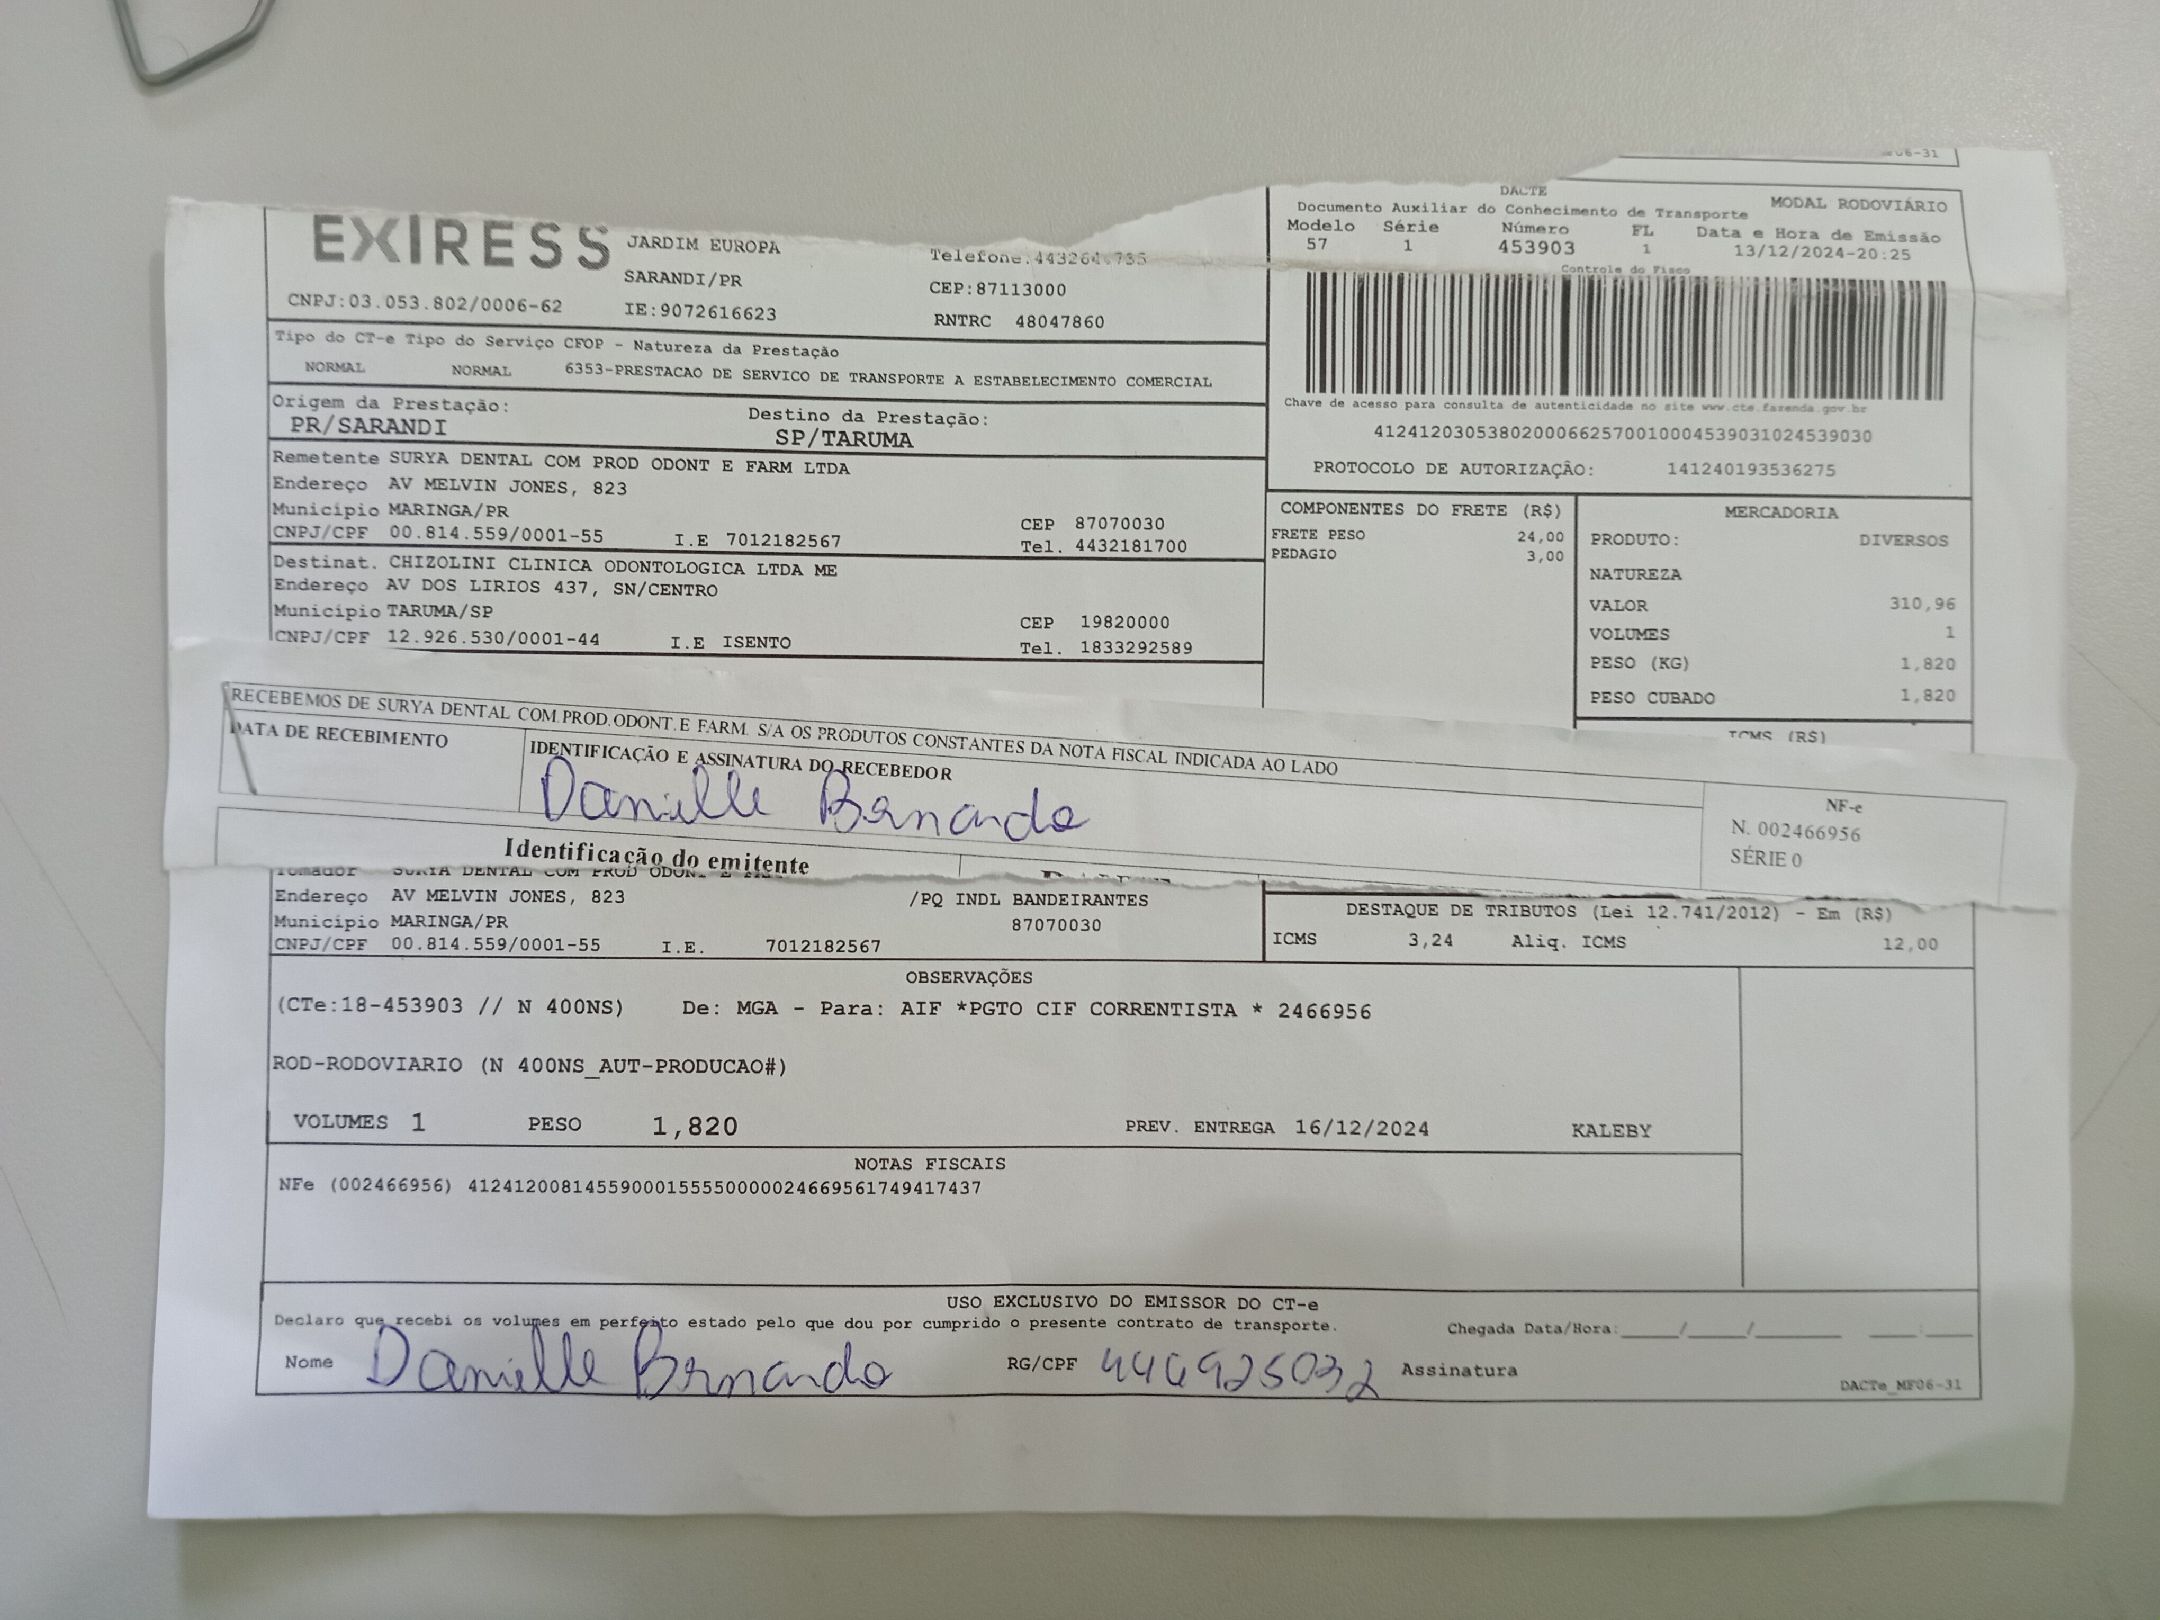 MF06-31
EXIRESS
JARDIM EUROPA
SARANDI/PR
CNPJ:03.053.802/0006-62
IE:9072616623
Telefone:
CEP:87113000
RNTRC 48047860
DACTE
MODAL RODOVIÁRIO
Documento Auxiliar do Conhecimento de Transporte
Modelo Série Número FL Data e Hora de Emissão
57 1 453903 1 13/12/2024-20:25
Controle do Fisco
Chave de acesso para consulta de autenticidade no site www.cte.fazenda.gov.br
41241203053802000662570010004539031024539030
PROTOCOLO DE AUTORIZAÇÃO: 141240193536275
Tipo do CT-e Tipo do Serviço CFOP - Natureza da Prestação
NORMAL NORMAL 6353-PRESTACAO DE SERVICO DE TRANSPORTE A ESTABELECIMENTO COMERCIAL
Origem da Prestação: Destino da Prestação:
PR/SARANDI SP/TARUMA
Remetente SURYA DENTAL COM PROD ODONT E FARM LTDA
Endereço AV MELVIN JONES, 823
Município MARINGA/PR CEP 87070030
CNPJ/CPF 00.814.559/0001-55 I.E 7012182567 Tel. 4432181700
Destinat. CHIZOLINI CLINICA ODONTOLOGICA LTDA ME
Endereço AV DOS LIRIOS 437, SN/CENTRO
Município TARUMA/SP CEP 19820000
CNPJ/CPF 12.926.530/0001-44 I.E ISENTO Tel. 1833292589
COMPONENTES DO FRETE (R$)
FRETE PESO 24,00
PEDAGIO 3,00
MERCADORIA
PRODUTO: DIVERSOS
NATUREZA
VALOR 310,96
VOLUMES 1
PESO (KG) 1,820
PESO CUBADO 1,820
ICMS (R$)
RECEBEMOS DE SURYA DENTAL COM.PROD.ODONT.E FARM. S/A OS PRODUTOS CONSTANTES DA NOTA FISCAL INDICADA AO LADO
DATA DE RECEBIMENTO
IDENTIFICAÇÃO E ASSINATURA DO RECEBEDOR
Danielle Bernardo
NF-e
N. 002466956
SÉRIE 0
Identificação do emitente
Tomador SURYA DENTAL COM PROD ODONT E
Endereço AV MELVIN JONES, 823 /PQ INDL BANDEIRANTES
Município MARINGA/PR 87070030
CNPJ/CPF 00.814.559/0001-55 I.E. 7012182567
DESTAQUE DE TRIBUTOS (Lei 12.741/2012) - Em (R$)
ICMS 3,24 Aliq. ICMS 12,00
OBSERVAÇÕES
(CTe:18-453903 // N 400NS) De: MGA - Para: AIF *PGTO CIF CORRENTISTA * 2466956
ROD-RODOVIARIO (N 400NS_AUT-PRODUCAO#)
VOLUMES 1 PESO 1,820 PREV. ENTREGA 16/12/2024 KALEBY
NOTAS FISCAIS
NFe (002466956) 41241200814559000155550000024669561749417437
USO EXCLUSIVO DO EMISSOR DO CT-e
Declaro que recebi os volumes em perfeito estado pelo que dou por cumprido o presente contrato de transporte.
Chegada Data/Hora:____/____/______ ___:___
Nome Danielle Bernardo RG/CPF 446925032 Assinatura
DACTe_MF06-31